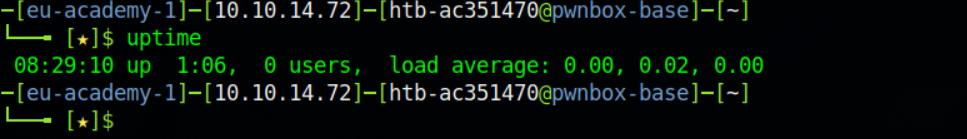 ─[eu-academy-1]─[10.10.14.72]─[htb-ac351470@pwnbox-base]─[~]
└──╼ [★]$ uptime
 08:29:10 up  1:06,  0 users,  load average: 0.00, 0.02, 0.00
─[eu-academy-1]─[10.10.14.72]─[htb-ac351470@pwnbox-base]─[~]
└──╼ [★]$